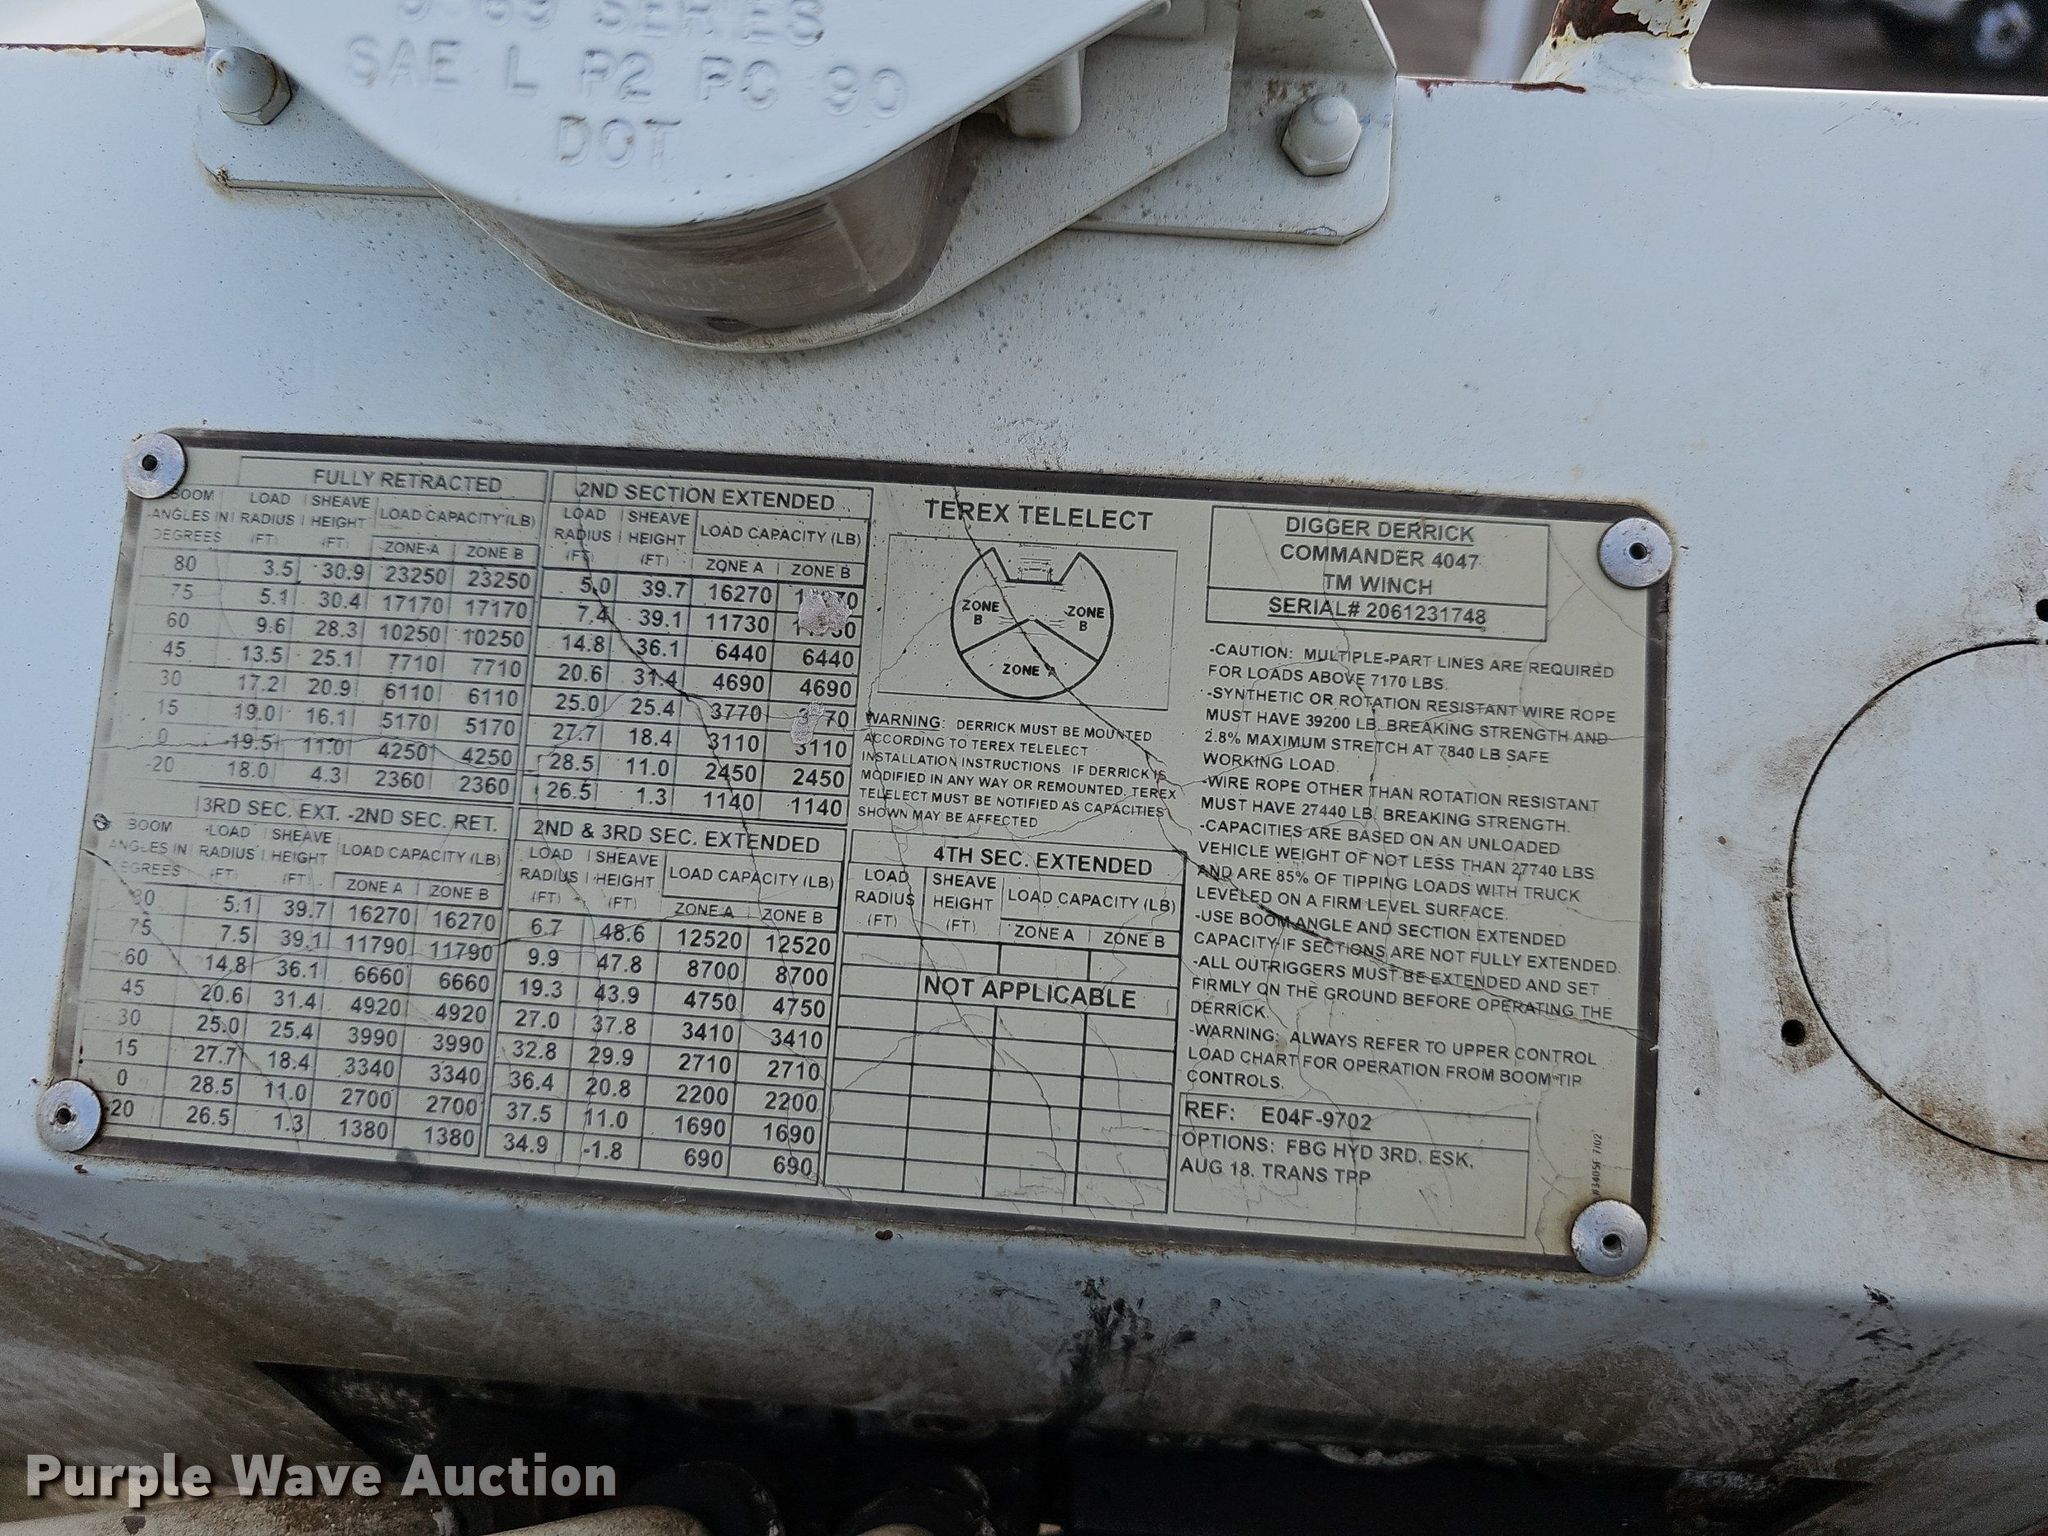 SERIES
SAE L P2 PC 90
DOT
FULLY RETRACTED
BOOM ANGLES IN DEGREES | LOAD RADIUS (FT) | SHEAVE HEIGHT (FT) | LOAD CAPACITY (LB) ZONE A | ZONE B
80 3.5 30.9 23250 23250
75 5.1 30.4 17170 17170
60 9.6 28.3 10250 10250
45 13.5 25.1 7710 7710
30 17.2 20.9 6110 6110
15 19.0 16.1 5170 5170
0 19.5 11.0 4250 4250
-20 18.0 4.3 2360 2360
2ND SECTION EXTENDED
LOAD RADIUS (FT) | SHEAVE HEIGHT (FT) | LOAD CAPACITY (LB) ZONE A | ZONE B
5.0 39.7 16270
7.4 39.1 11730
14.8 36.1 6440 6440
20.6 31.4 4690 4690
25.0 25.4 3770 3770
27.7 18.4 3110 3110
28.5 11.0 2450 2450
26.5 1.3 1140 1140
3RD SEC. EXT. -2ND SEC. RET.
BOOM ANGLES IN DEGREES | LOAD RADIUS (FT) | SHEAVE HEIGHT (FT) | LOAD CAPACITY (LB) ZONE A | ZONE B
80 5.1 39.7 16270 16270
75 7.5 39.1 11790 11790
60 14.8 36.1 6660 6660
45 20.6 31.4 4920 4920
30 25.0 25.4 3990 3990
15 27.7 18.4 3340 3340
0 28.5 11.0 2700 2700
-20 26.5 1.3 1380 1380
2ND & 3RD SEC. EXTENDED
LOAD RADIUS (FT) | SHEAVE HEIGHT (FT) | LOAD CAPACITY (LB) ZONE A | ZONE B
6.7 48.6 12520 12520
9.9 47.8 8700 8700
19.3 43.9 4750 4750
27.0 37.8 3410 3410
32.8 29.9 2710 2710
36.4 20.8 2200 2200
37.5 11.0 1690 1690
34.9 -1.8 690 690
TEREX TELELECT
ZONE B
ZONE B
ZONE A
WARNING: DERRICK MUST BE MOUNTED
ACCORDING TO TEREX TELELECT
INSTALLATION INSTRUCTIONS. IF DERRICK IS
MODIFIED IN ANY WAY OR REMOUNTED, TEREX
TELELECT MUST BE NOTIFIED AS CAPACITIES
SHOWN MAY BE AFFECTED
4TH SEC. EXTENDED
LOAD RADIUS (FT) | SHEAVE HEIGHT (FT) | LOAD CAPACITY (LB) ZONE A | ZONE B
NOT APPLICABLE
DIGGER DERRICK
COMMANDER 4047
TM WINCH
SERIAL# 2061231748
-CAUTION: MULTIPLE-PART LINES ARE REQUIRED
FOR LOADS ABOVE 7170 LBS.
-SYNTHETIC OR ROTATION RESISTANT WIRE ROPE
MUST HAVE 39200 LB. BREAKING STRENGTH AND
2.8% MAXIMUM STRETCH AT 7840 LB SAFE
WORKING LOAD.
-WIRE ROPE OTHER THAN ROTATION RESISTANT
MUST HAVE 27440 LB. BREAKING STRENGTH.
-CAPACITIES ARE BASED ON AN UNLOADED
VEHICLE WEIGHT OF NOT LESS THAN 27740 LBS.
AND ARE 85% OF TIPPING LOADS WITH TRUCK
LEVELED ON A FIRM LEVEL SURFACE.
-USE BOOM ANGLE AND SECTION EXTENDED
CAPACITY IF SECTIONS ARE NOT FULLY EXTENDED.
-ALL OUTRIGGERS MUST BE EXTENDED AND SET
FIRMLY ON THE GROUND BEFORE OPERATING THE
DERRICK.
-WARNING: ALWAYS REFER TO UPPER CONTROL
LOAD CHART FOR OPERATION FROM BOOM TIP
CONTROLS.
REF: E04F-9702
OPTIONS: FBG HYD 3RD, ESK,
AUG 18. TRANS TPP
#3405F 7/02
Purple Wave Auction